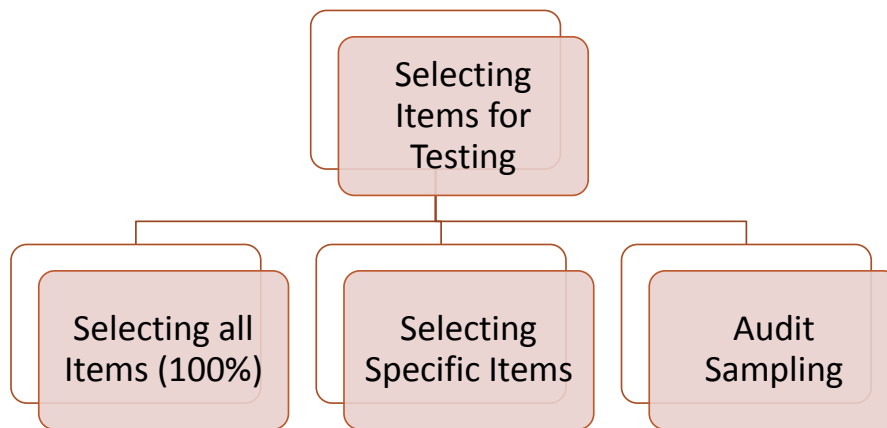 Selecting
Items for
Testing
Selecting all
Items (100%)
Selecting
Specific Items
Audit
Sampling